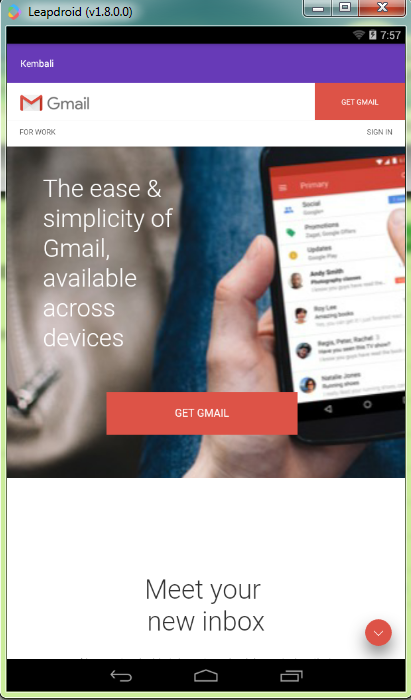 Leapdroid (v1.8.0.0)
7:57
Kembali
Gmail
GET GMAIL
FOR WORK
SIGN IN
The ease &
simplicity of
Gmail,
available
across
devices
Primary
Social
Google+
Promotions
Dapei, Google Offers
Updates
Google Play
Andy Smith
Photography classes
Roy Lee
Amazing books
Regis, Peter, Rachel
Have you seen this TV show?
Natalie Jones
Running shoes
GET GMAIL
Meet your
new inbox